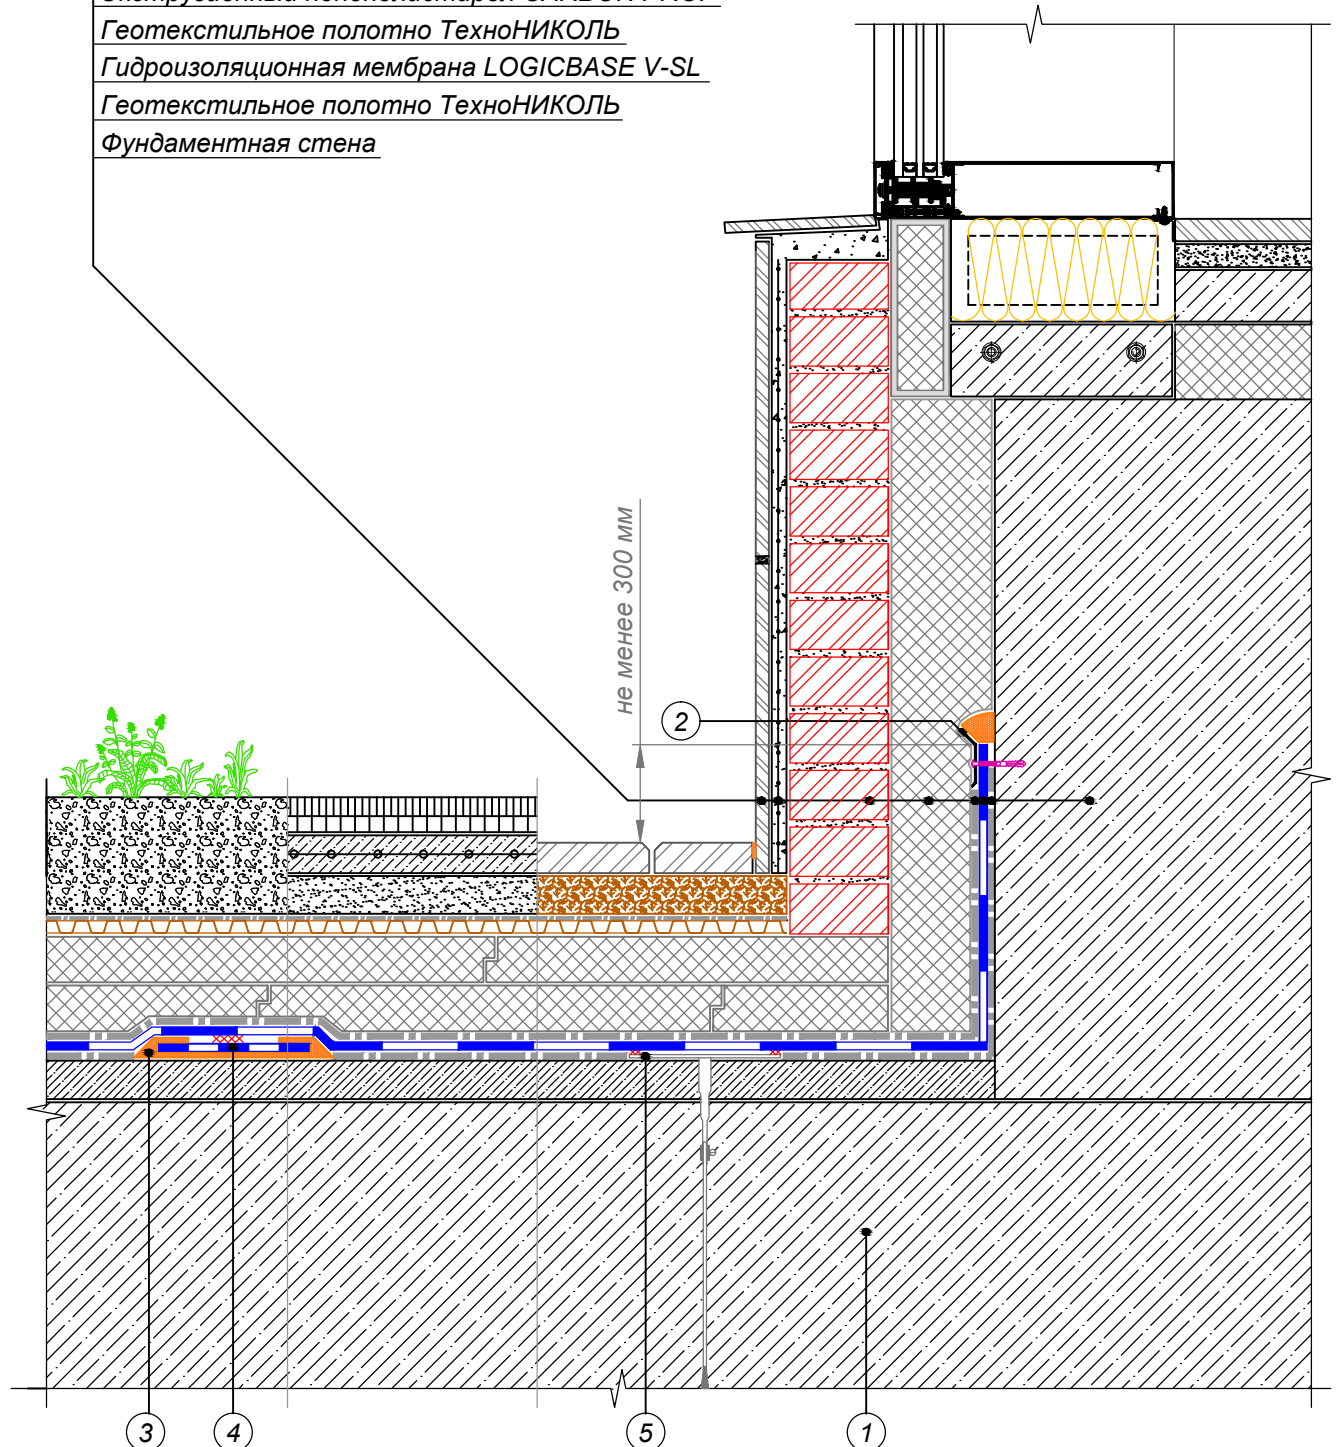 Геотекстильное полотно ТехноНИКОЛЬ
Гидроизоляционная мембрана LOGICBASE V-SL
Геотекстильное полотно ТехноНИКОЛЬ
Фундаментная стена
не менее 300 мм
2
3
4
5
1